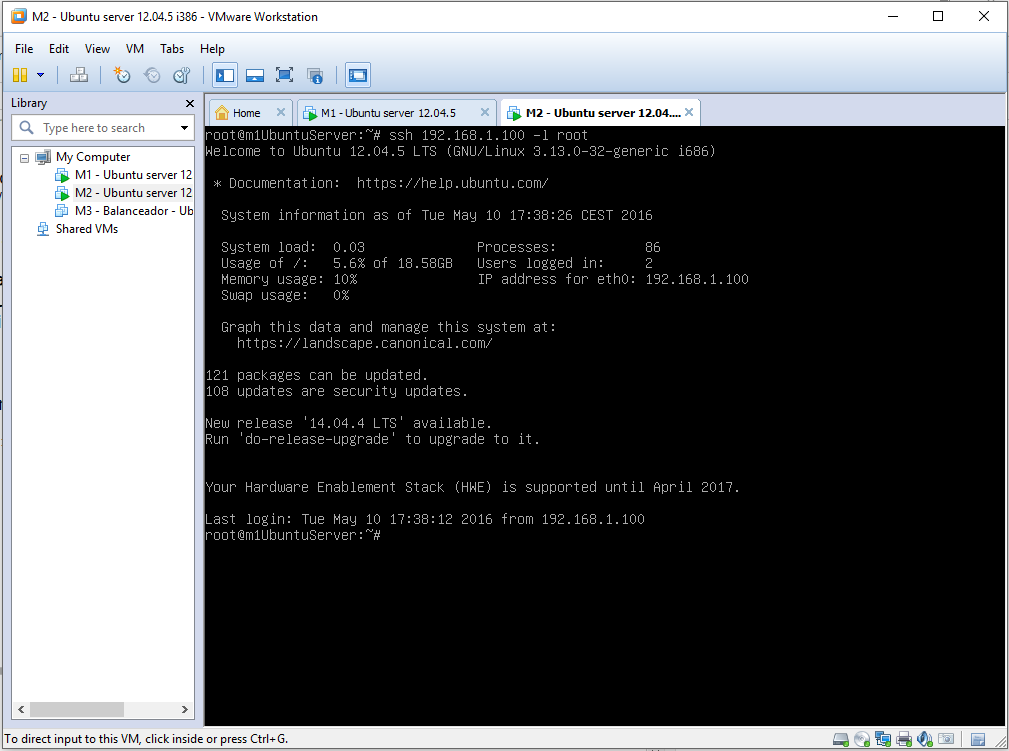 M2 - Ubuntu server 12.04.5 i386 - VMware Workstation
File Edit View VM Tabs Help
Library
Type here to search
My Computer
M1 - Ubuntu server 12
M2 - Ubuntu server 12
M3 - Balanceador - Ub
Shared VMs
Home M1 - Ubuntu server 12.04.5 M2 - Ubuntu server 12.04....
root@m1UbuntuServer:~# ssh 192.168.1.100 -l root
Welcome to Ubuntu 12.04.5 LTS (GNU/Linux 3.13.0-32-generic i686)
* Documentation: https://help.ubuntu.com/
System information as of Tue May 10 17:38:26 CEST 2016
System load: 0.03 Processes: 86
Usage of /: 5.6% of 18.58GB Users logged in: 2
Memory usage: 10% IP address for eth0: 192.168.1.100
Swap usage: 0%
Graph this data and manage this system at:
https://landscape.canonical.com/
121 packages can be updated.
108 updates are security updates.
New release '14.04.4 LTS' available.
Run 'do-release-upgrade' to upgrade to it.
Your Hardware Enablement Stack (HWE) is supported until April 2017.
Last login: Tue May 10 17:38:12 2016 from 192.168.1.100
root@m1UbuntuServer:~#
To direct input to this VM, click inside or press Ctrl+G.